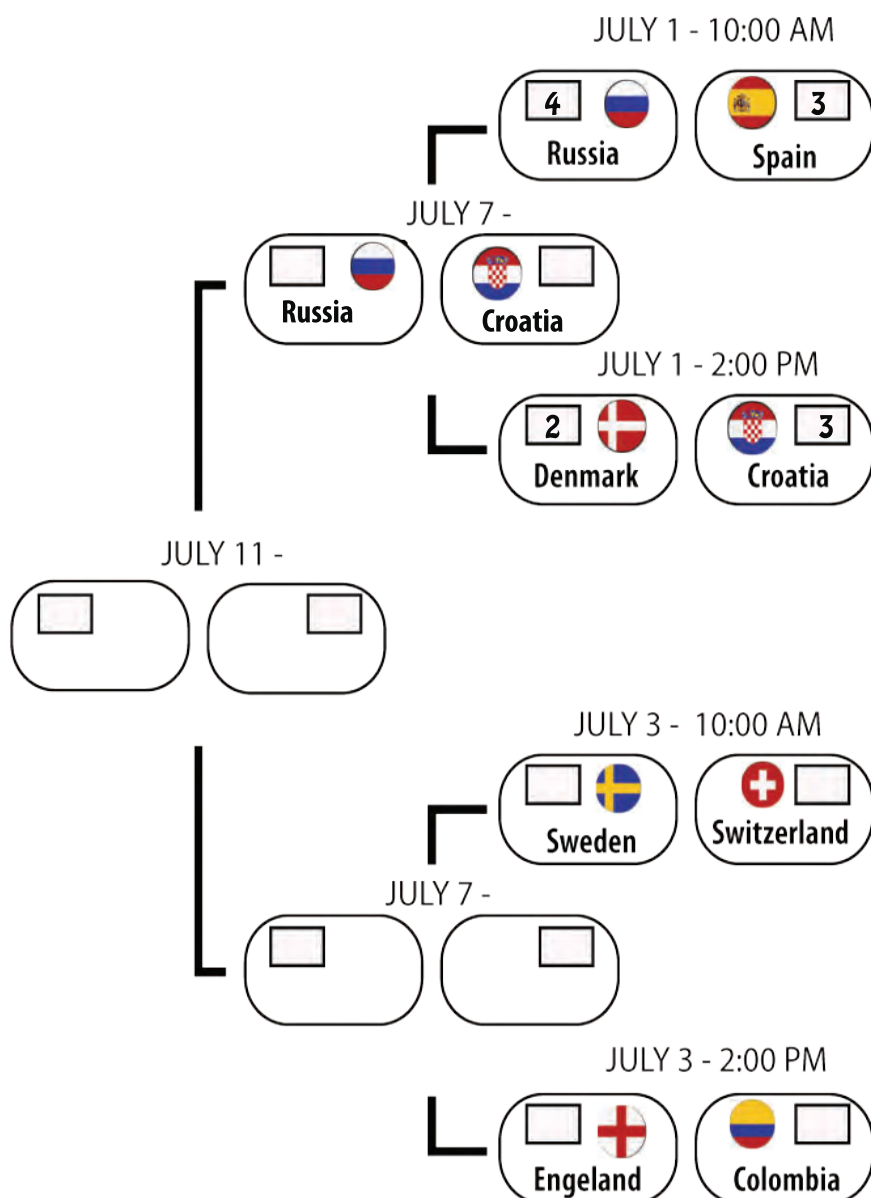 JULY 1 - 10:00 AM
4 3
Russia Spain
JULY 7 -
Russia Croatia
JULY 1 - 2:00 PM
2 3
Denmark Croatia
JULY 11 -
JULY 3 - 10:00 AM
Sweden Switzerland
JULY 7 -
JULY 3 - 2:00 PM
Engeland Colombia